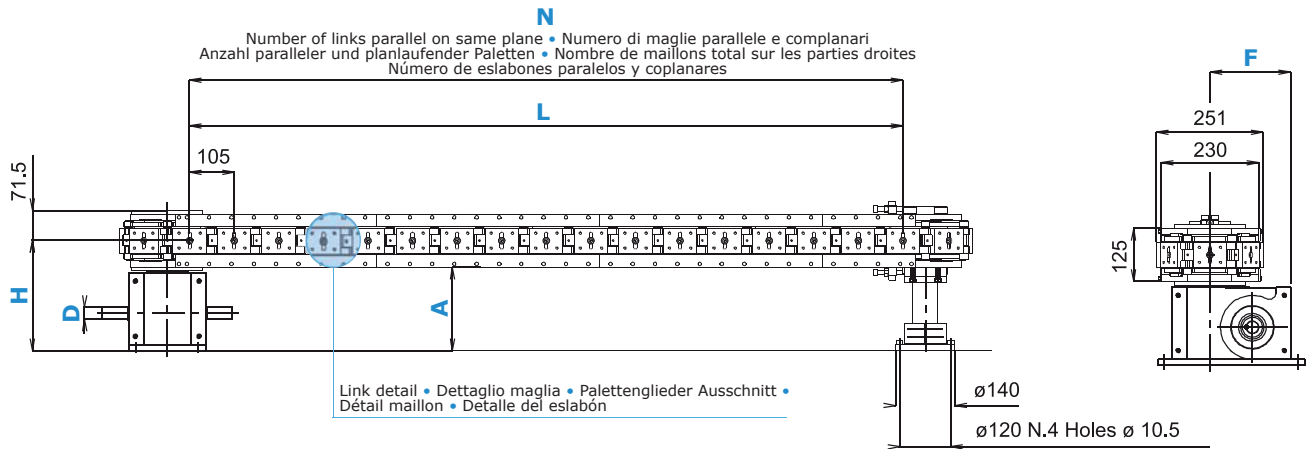 N
Number of links parallel on same plane • Numero di maglie parallele e complanari
Anzahl paralleler und planlaufender Paletten • Nombre de maillons total sur les parties droites
Número de eslabones paralelos y coplanares
F
L
251
230
105
71.5
125
H
D
A
Link detail • Dettaglio maglia • Palettenglieder Ausschnitt •
Détail maillon • Detalle del eslabón
ø140
ø120 N.4 Holes ø 10.5